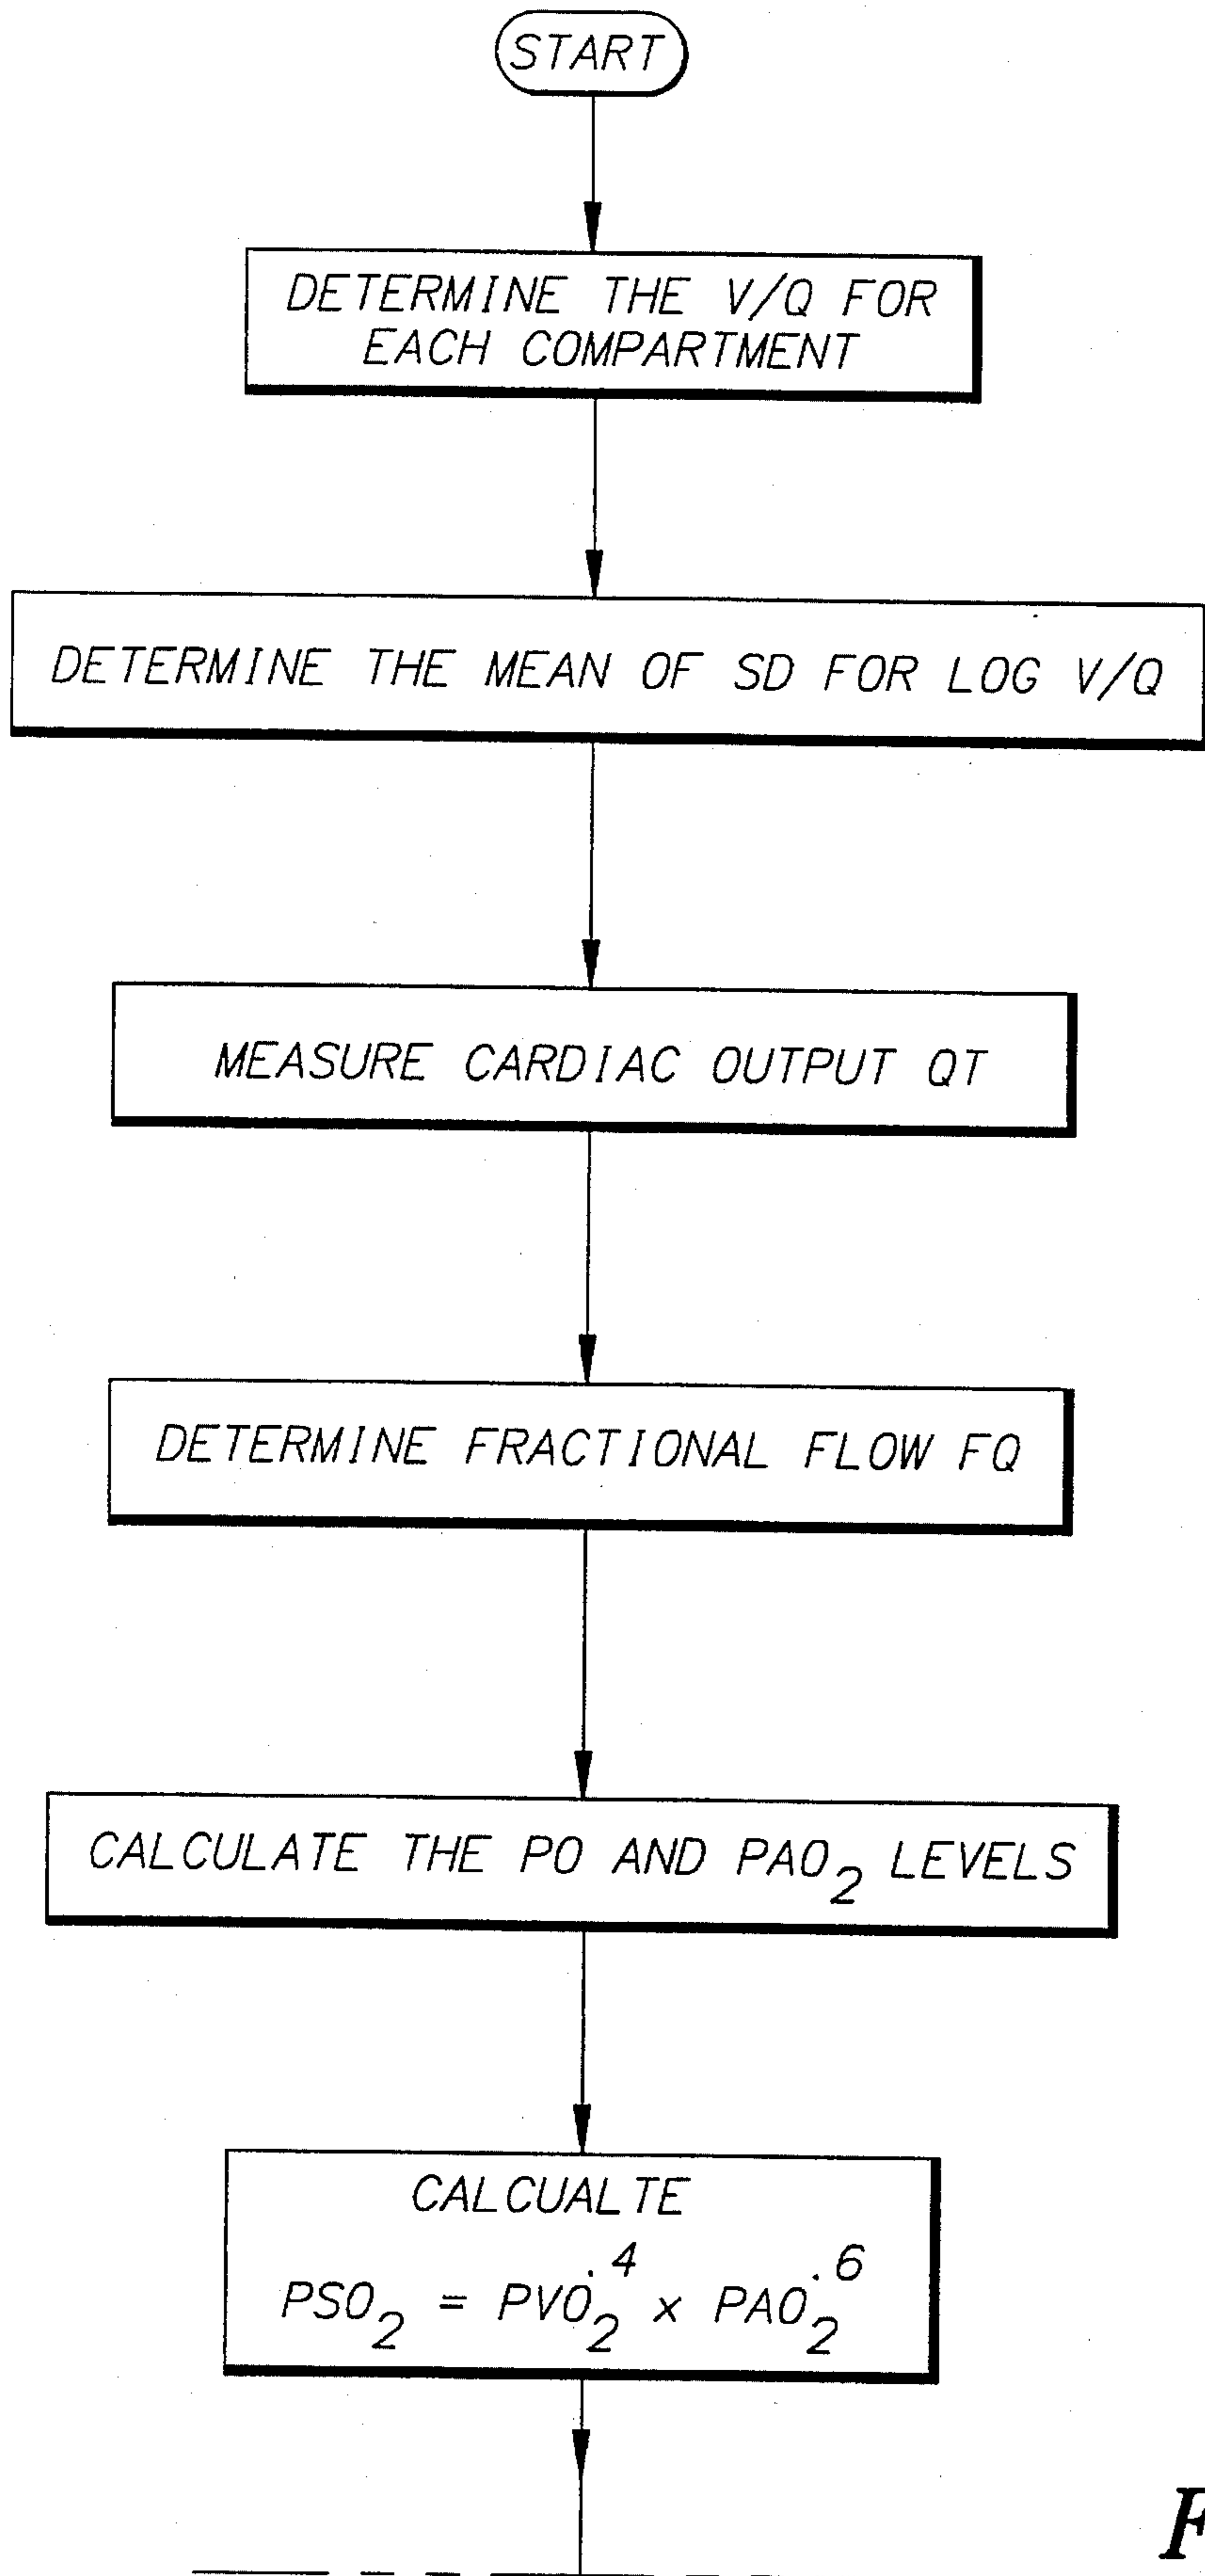 START
DETERMINE THE V/Q FOR
EACH COMPARTMENT
DETERMINE THE MEAN OF SD FOR LOG V/Q
MEASURE CARDIAC OUTPUT QT
DETERMINE FRACTIONAL FLOW FQ
CALCULATE THE PO AND PAO₂ LEVELS
CALCUALTE
PSO₂ = PVO₂^.4 x PAO₂^.6
F